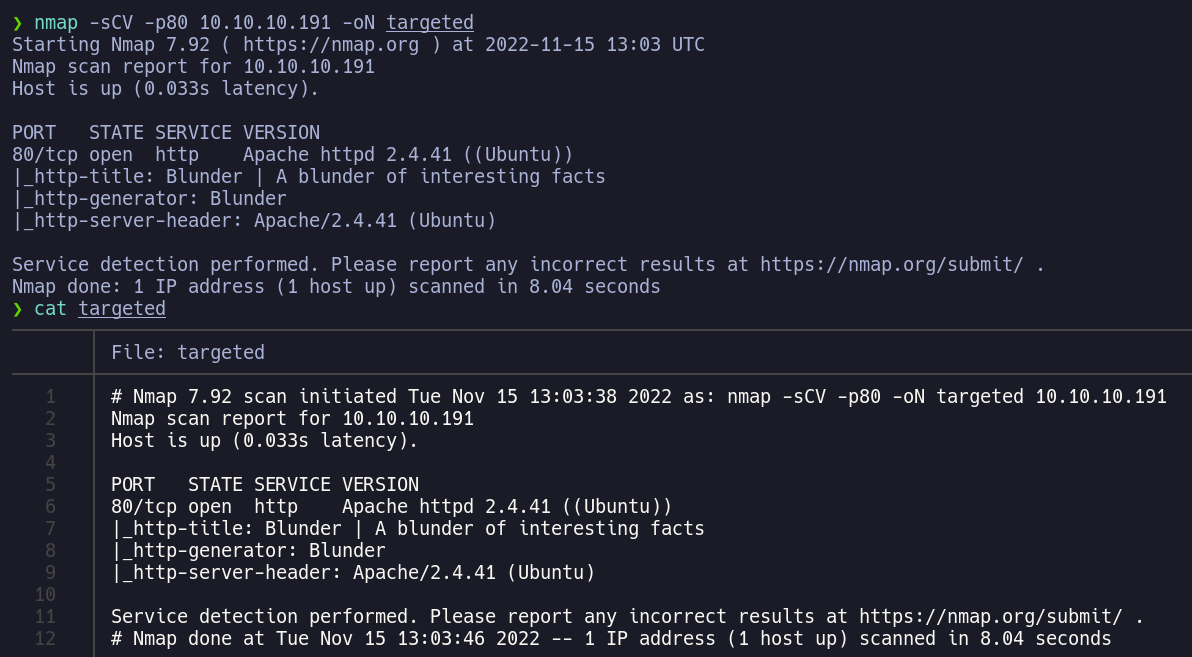 ❯ nmap -sCV -p80 10.10.10.191 -oN targeted
Starting Nmap 7.92 ( https://nmap.org ) at 2022-11-15 13:03 UTC
Nmap scan report for 10.10.10.191
Host is up (0.033s latency).
PORT   STATE SERVICE VERSION
80/tcp open  http    Apache httpd 2.4.41 ((Ubuntu))
|_http-title: Blunder | A blunder of interesting facts
|_http-generator: Blunder
|_http-server-header: Apache/2.4.41 (Ubuntu)
Service detection performed. Please report any incorrect results at https://nmap.org/submit/ .
Nmap done: 1 IP address (1 host up) scanned in 8.04 seconds
❯ cat targeted
File: targeted
1 # Nmap 7.92 scan initiated Tue Nov 15 13:03:38 2022 as: nmap -sCV -p80 -oN targeted 10.10.10.191
2 Nmap scan report for 10.10.10.191
3 Host is up (0.033s latency).
4
5 PORT   STATE SERVICE VERSION
6 80/tcp open  http    Apache httpd 2.4.41 ((Ubuntu))
7 |_http-title: Blunder | A blunder of interesting facts
8 |_http-generator: Blunder
9 |_http-server-header: Apache/2.4.41 (Ubuntu)
10
11 Service detection performed. Please report any incorrect results at https://nmap.org/submit/ .
12 # Nmap done at Tue Nov 15 13:03:46 2022 -- 1 IP address (1 host up) scanned in 8.04 seconds